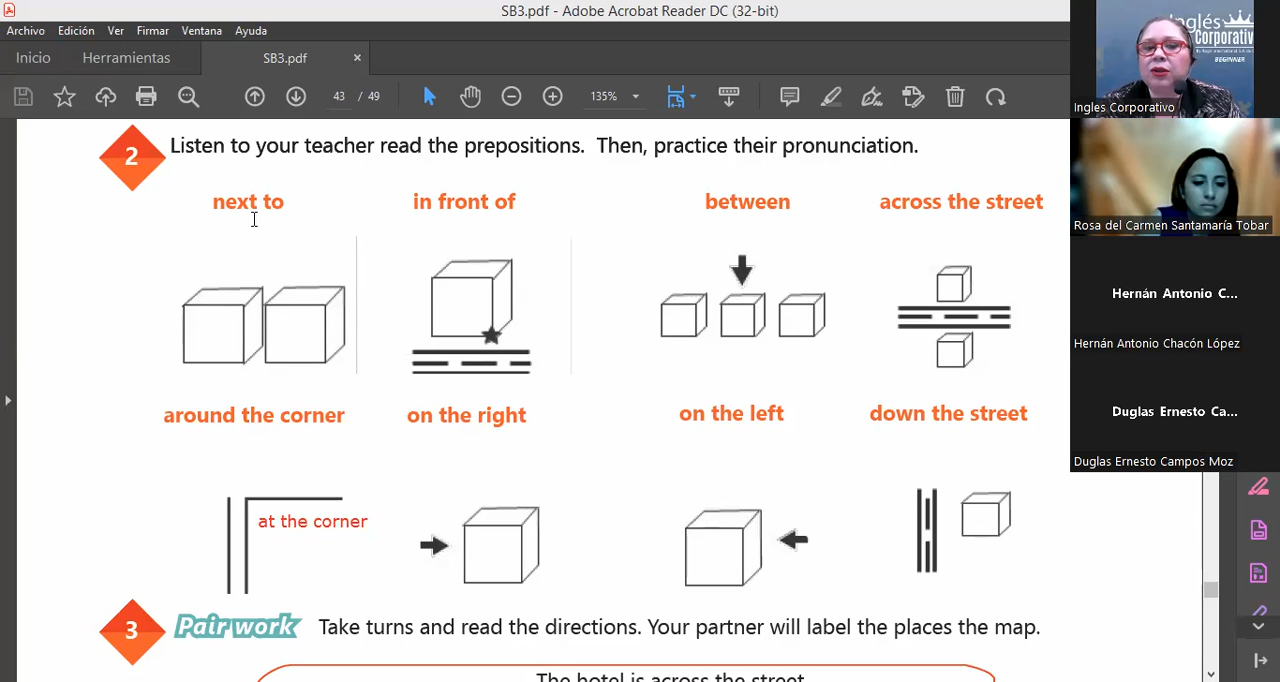 SB3.pdf - Adobe Acrobat Reader DC (32-bit)
Archivo Edición Ver Firmar Ventana Ayuda
Inicio Herramientas SB3.pdf ×
43 / 49 135%
2 Listen to your teacher read the prepositions. Then, practice their pronunciation.
next to in front of between across the street
around the corner on the right on the left down the street
at the corner
3 Pair work Take turns and read the directions. Your partner will label the places the map.
The hotel is across the street
Inglés
Corporativo
BEGINNER
Ingles Corporativo
Rosa del Carmen Santamaría Tobar
Hernán Antonio C...
Hernán Antonio Chacón López
Duglas Ernesto Ca...
Duglas Ernesto Campos Moz